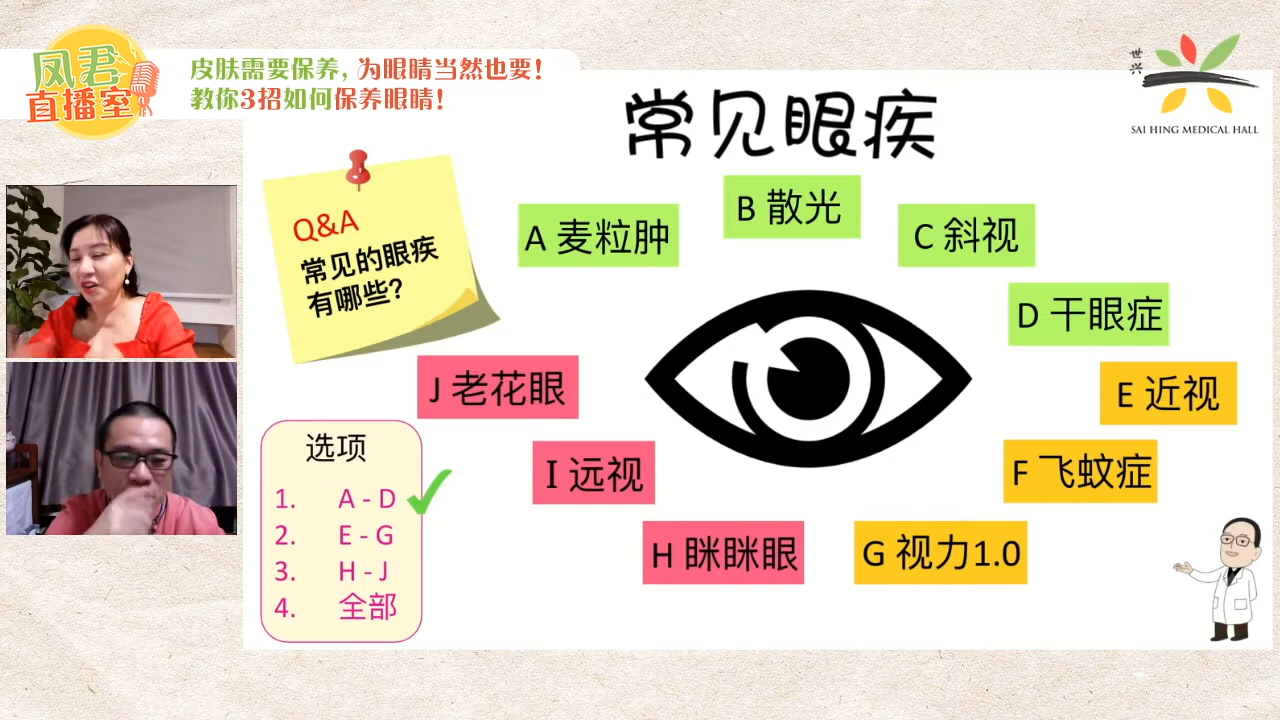 凤君
直播室
皮肤需要保养，为眼睛当然也要！
教你3招如何保养眼睛！
世兴
SAI HING MEDICAL HALL
常见眼疾
Q&A
常见的眼疾
有哪些?
A 麦粒肿
B 散光
C 斜视
D 干眼症
E 近视
F 飞蚊症
G 视力1.0
H 眯眯眼
I 远视
J 老花眼
选项
1. A - D
2. E - G
3. H - J
4. 全部